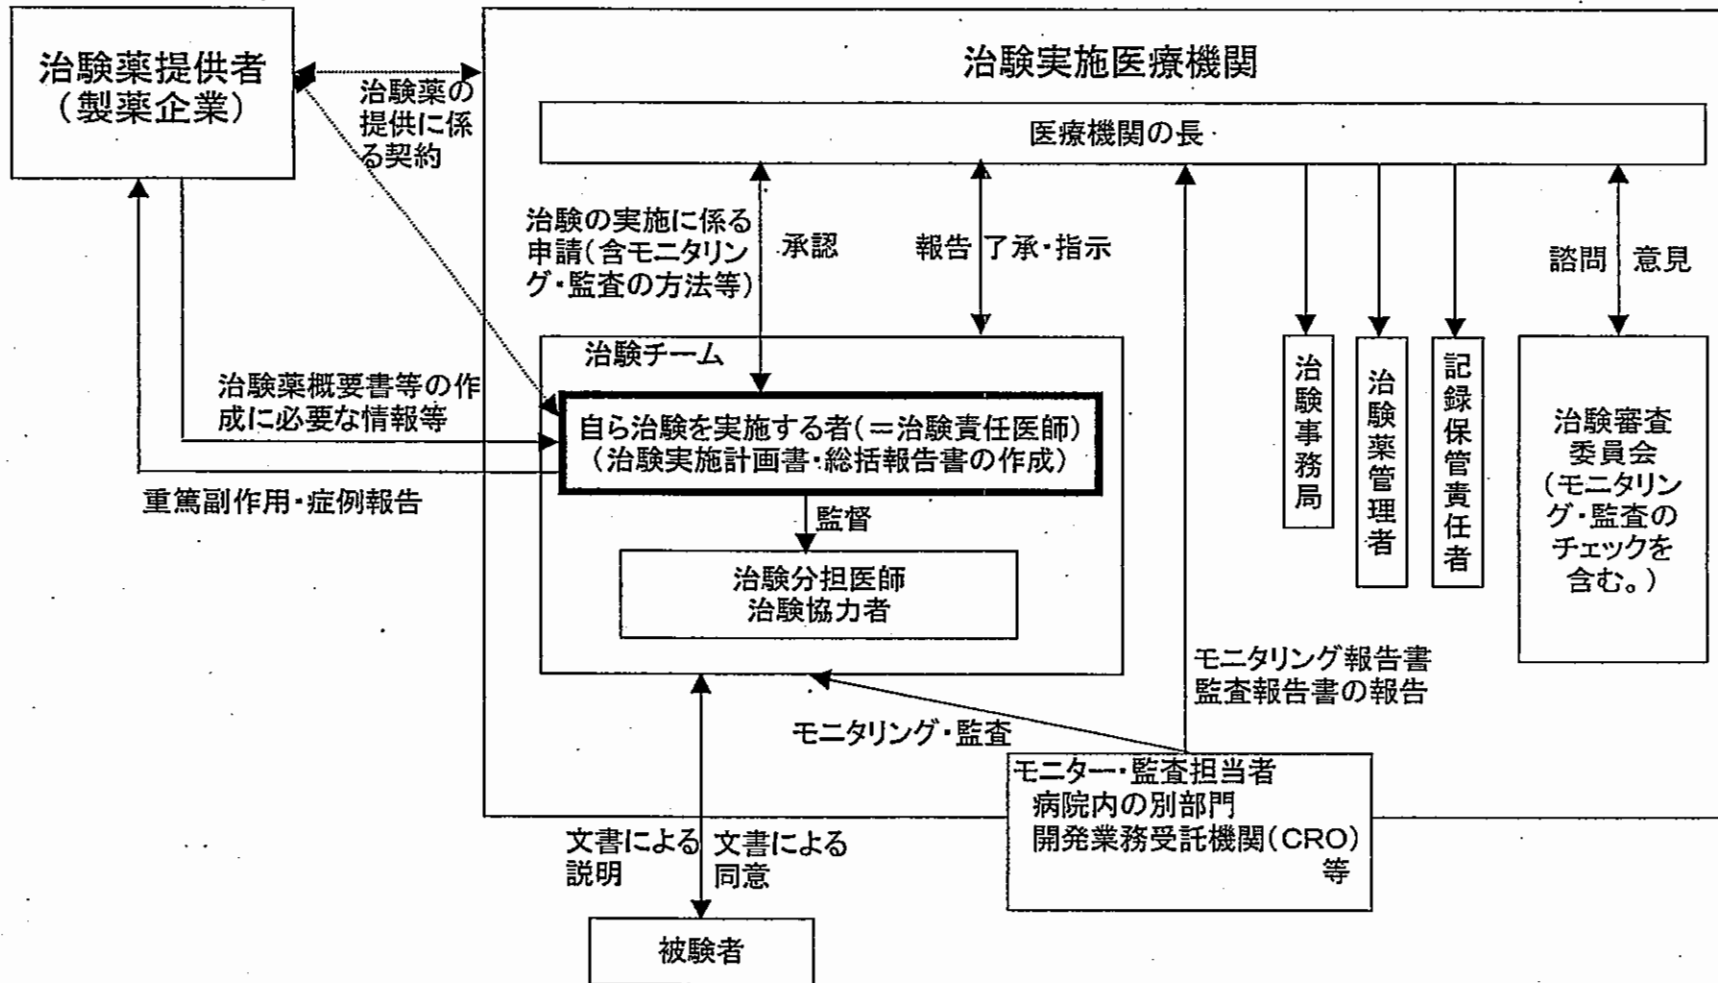 治験薬提供者
(製薬企業)
治験薬の
提供に係
る契約
治験実施医療機関
医療機関の長
治験の実施に係る
申請(含モニタリン
グ・監査の方法等)
承認
報告
了承・指示
諮問
意見
治験チーム
自ら治験を実施する者(=治験責任医師)
(治験実施計画書・総括報告書の作成)
治験薬概要書等の作
成に必要な情報等
重篤副作用・症例報告
監督
治験分担医師
治験協力者
治験事務局
治験薬管理者
記録保管責任者
治験審査
委員会
(モニタリン
グ・監査の
チェックを
含む。)
モニタリング報告書
監査報告書の報告
モニタリング・監査
モニター・監査担当者
病院内の別部門
開発業務受託機関(CRO)
等
文書による
説明
文書による
同意
被験者